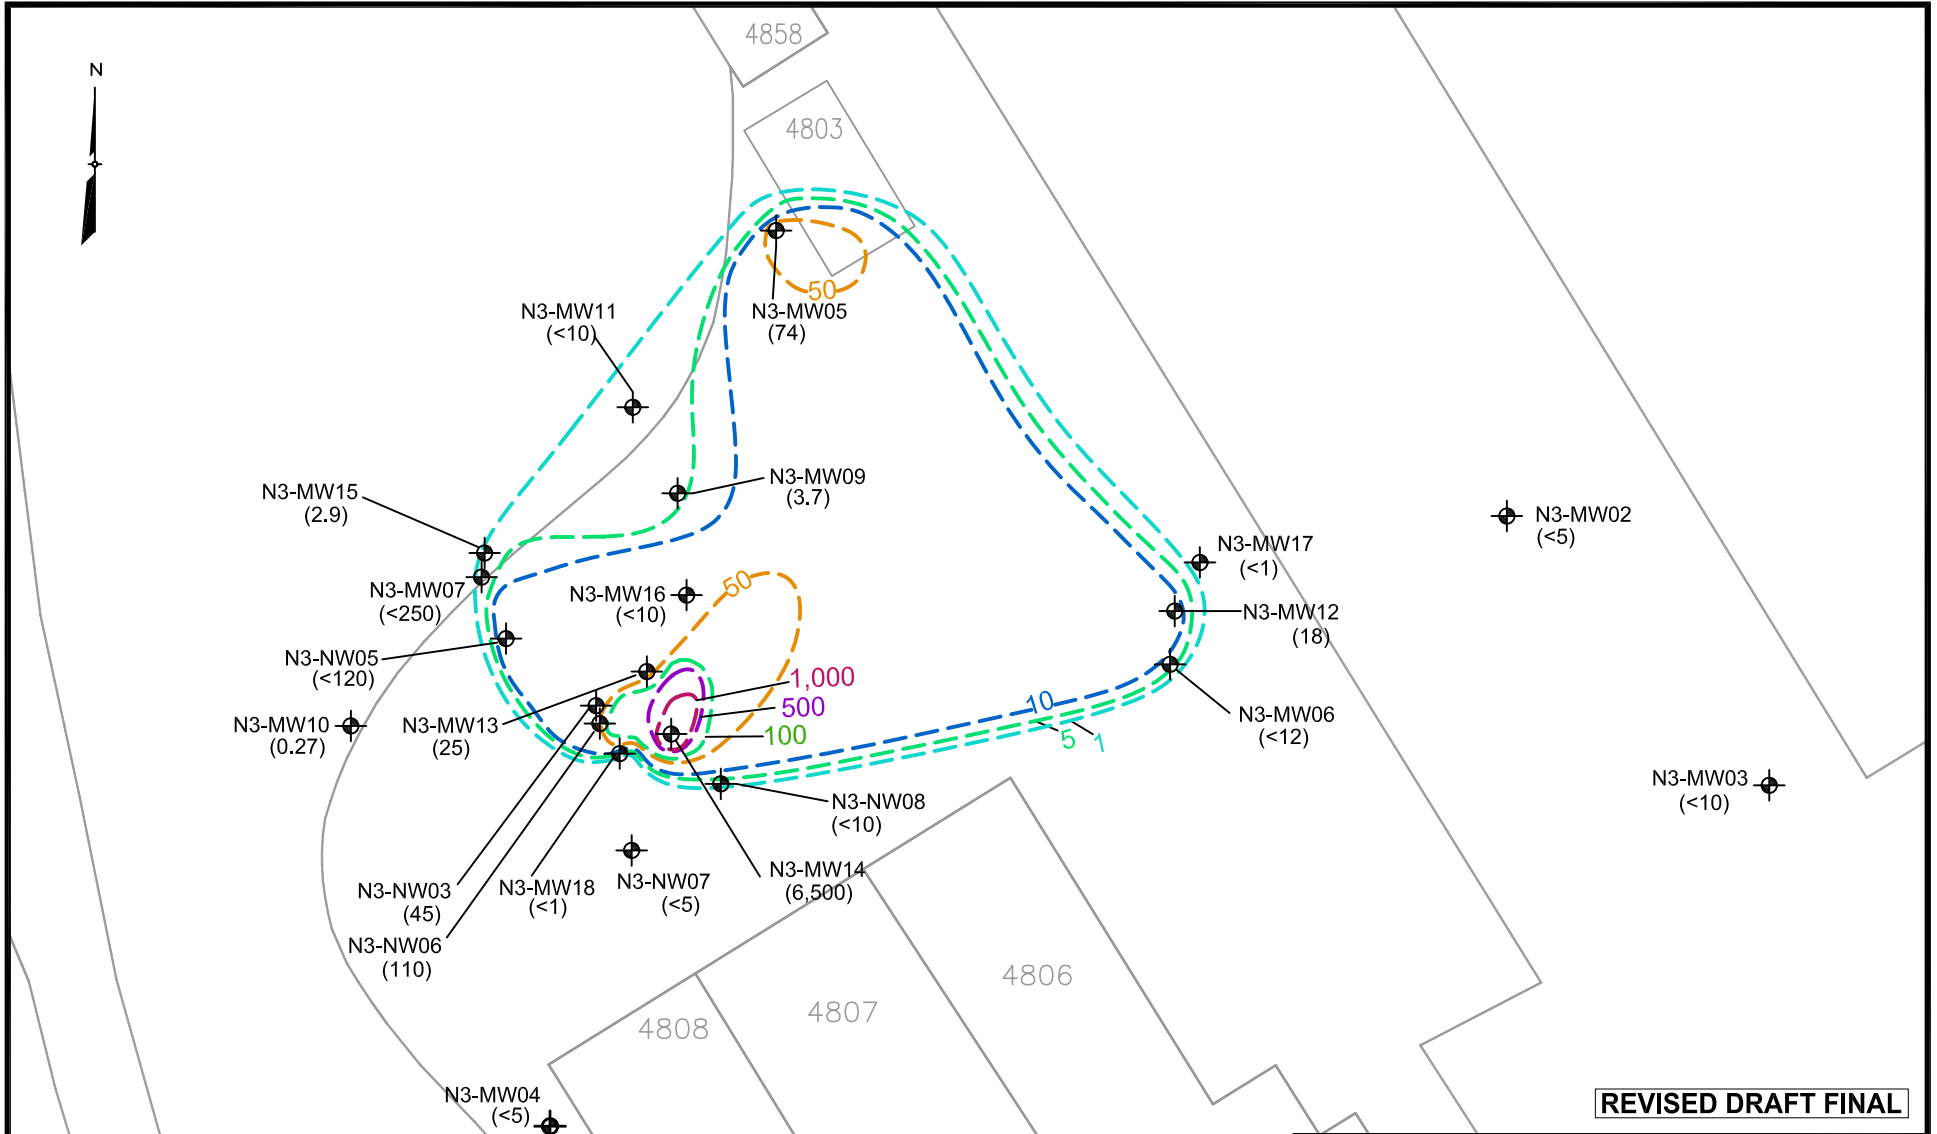 4858
N
4803
50
N3-MW11
(<10)
N3-MW05
(74)
N3-MW09
(3.7)
N3-MW15
(2.9)
N3-MW02
(<5)
N3-MW17
(<1)
N3-MW07
(<250)
N3-MW16
(<10)
50
N3-MW12
(18)
N3-NW05
(<120)
1,000
500
100
10
5
1
N3-MW10
(0.27)
N3-MW13
(25)
N3-MW06
(<12)
N3-MW03
(<10)
N3-NW08
(<10)
N3-NW03
(45)
N3-MW18
(<1)
N3-NW07
(<5)
N3-MW14
(6,500)
N3-NW06
(110)
4806
4807
4808
N3-MW04
(<5)
REVISED DRAFT FINAL